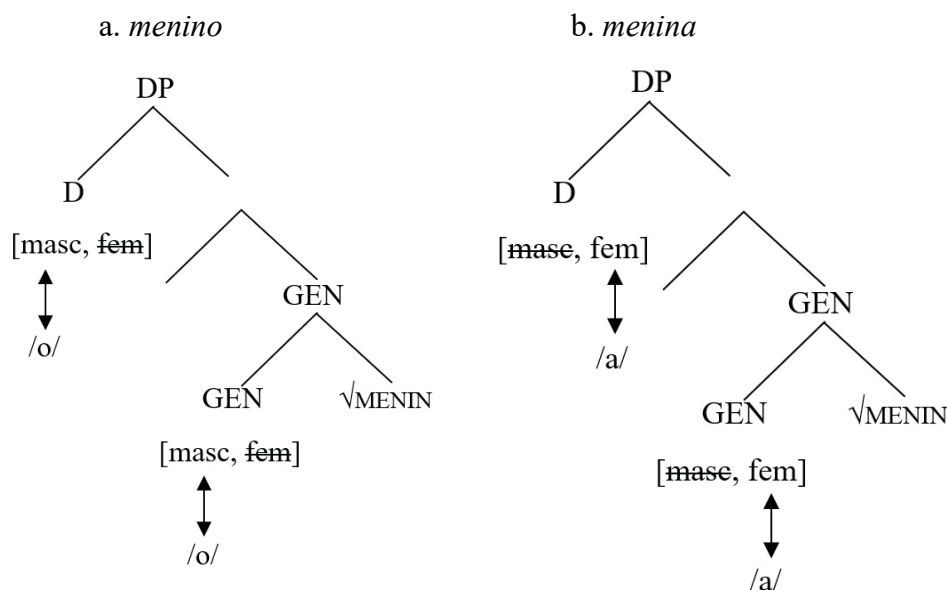 a. menino
DP
D
[masc, fem]
/o/
GEN
GEN
√MENIN
[masc, fem]
/o/
b. menina
DP
D
[masc, fem]
/a/
GEN
GEN
√MENIN
[masc, fem]
/a/